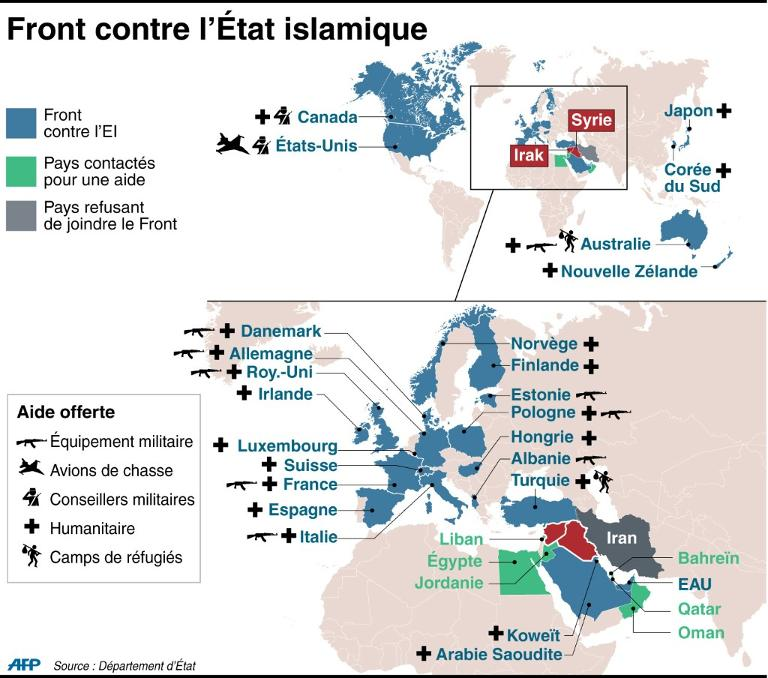 Front contre l'État islamique
Front
contre l'EI
Pays contactés
pour une aide
Pays refusant
de joindre le Front
Canada
États-Unis
Syrie
Irak
Japon
Corée
du Sud
Australie
Nouvelle Zélande
Danemark
Allemagne
Roy.-Uni
Irlande
Luxembourg
Suisse
France
Espagne
Italie
Norvège
Finlande
Estonie
Pologne
Hongrie
Albanie
Turquie
Liban
Égypte
Jordanie
Iran
Bahreïn
EAU
Qatar
Oman
Koweït
Arabie Saoudite
Aide offerte
Équipement militaire
Avions de chasse
Conseillers militaires
Humanitaire
Camps de réfugiés
AFP Source : Département d'État